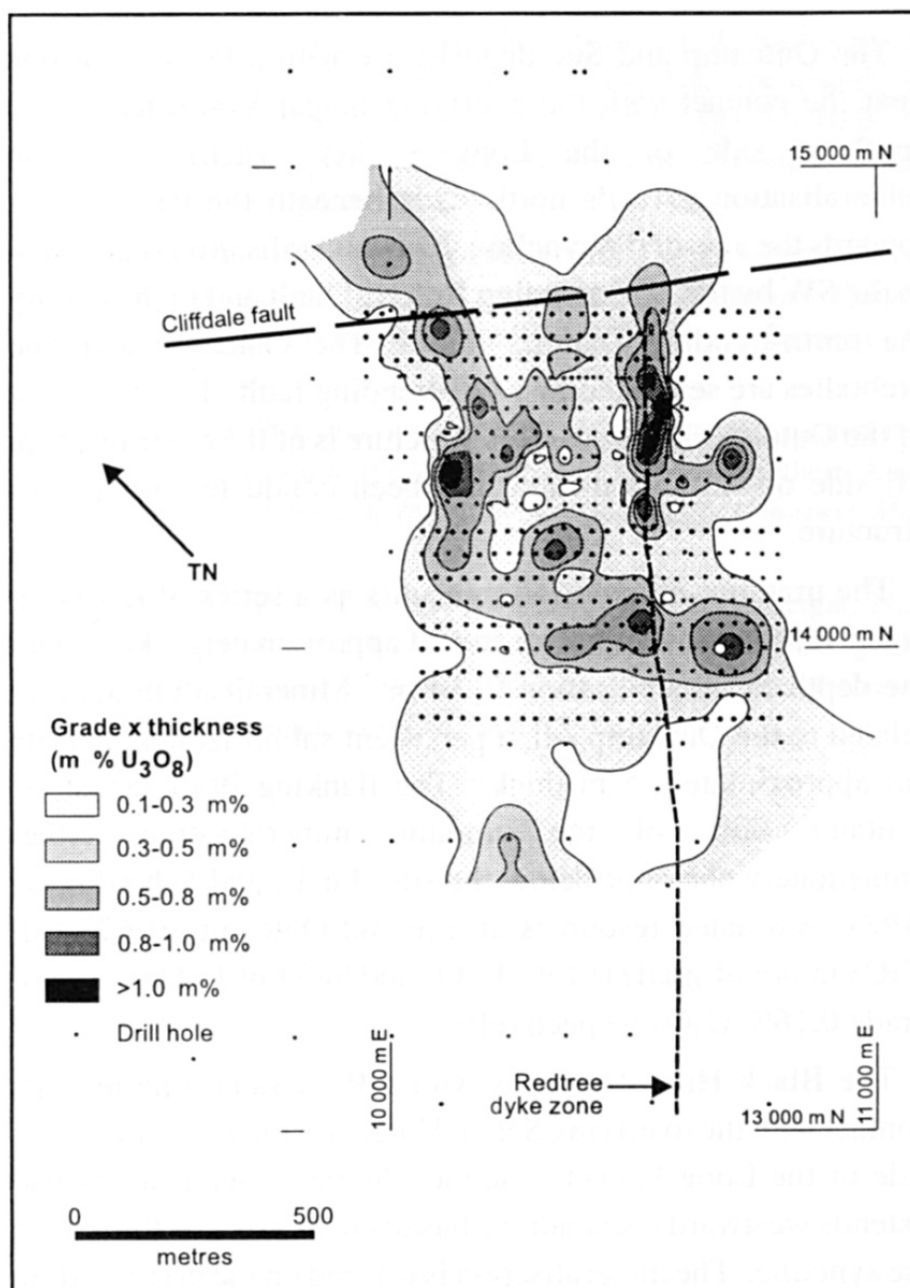 15 000 m N
Cliffdale fault
TN
14 000 m N
Grade x thickness
(m % U₃O₈)
0.1-0.3 m%
0.3-0.5 m%
0.5-0.8 m%
0.8-1.0 m%
>1.0 m%
Drill hole
10 000 m E
11 000 m E
Redtree
dyke zone
13 000 m N
0 500
metres